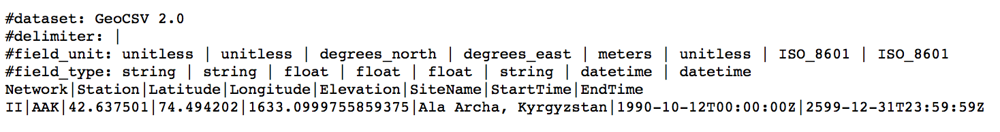 #dataset: GeoCSV 2.0
#delimiter: |
#field_unit: unitless | unitless | degrees_north | degrees_east | meters | unitless | ISO_8601 | ISO_8601
#field_type: string | string | float | float | float | string | datetime | datetime
Network|Station|Latitude|Longitude|Elevation|SiteName|StartTime|EndTime
II|AAK|42.637501|74.494202|1633.0999755859375|Ala Archa, Kyrgyzstan|1990-10-12T00:00:00Z|2599-12-31T23:59:59Z